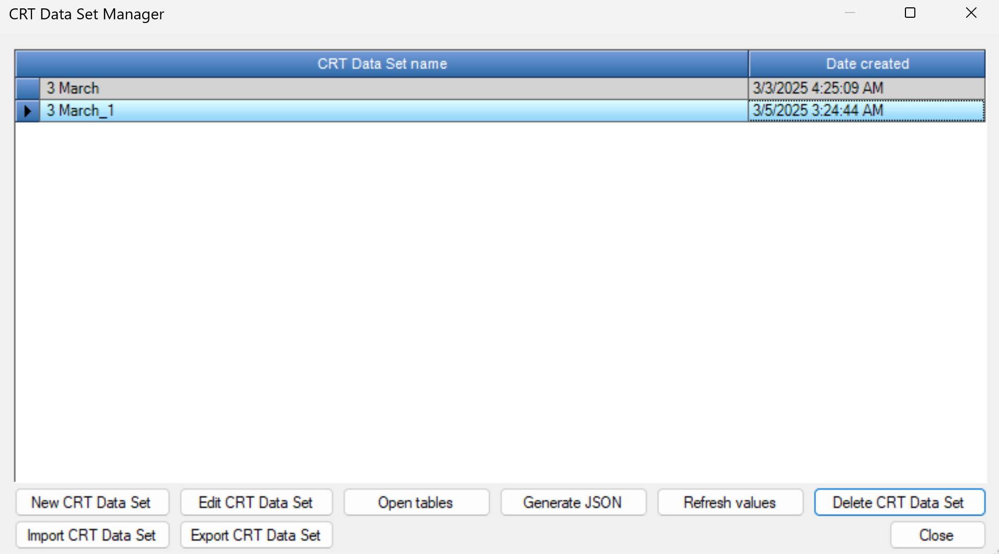 CRT Data Set Manager
CRT Data Set name Date created
3 March 3/3/2025 4:25:09 AM
3 March_1 3/5/2025 3:24:44 AM
New CRT Data Set Edit CRT Data Set Open tables Generate JSON Refresh values Delete CRT Data Set
Import CRT Data Set Export CRT Data Set Close